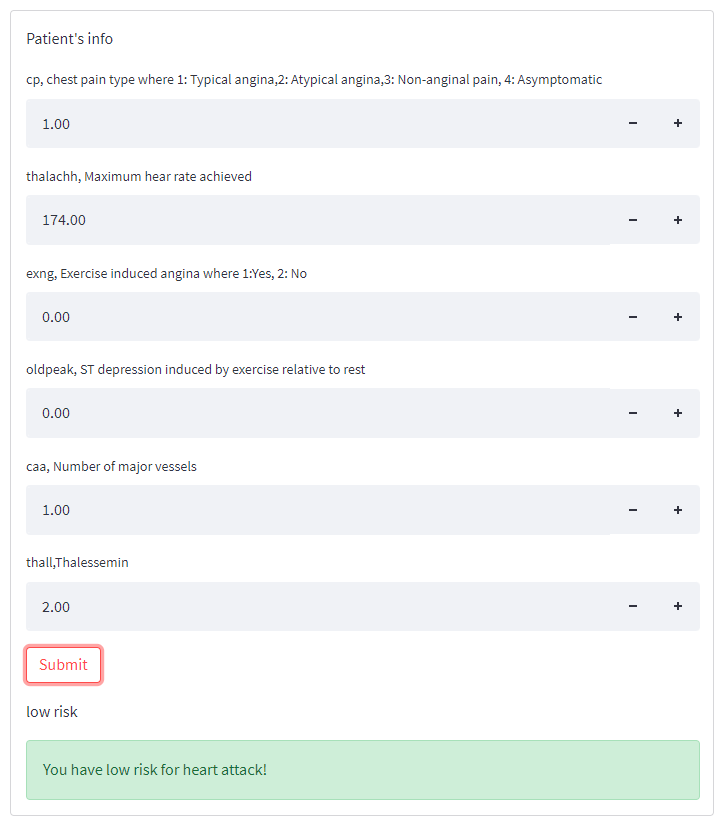 Patient's info
cp, chest pain type where 1: Typical angina,2: Atypical angina,3: Non-anginal pain, 4: Asymptomatic
1.00 − +
thalachh, Maximum hear rate achieved
174.00 − +
exng, Exercise induced angina where 1:Yes, 2: No
0.00 − +
oldpeak, ST depression induced by exercise relative to rest
0.00 − +
caa, Number of major vessels
1.00 − +
thall,Thalessemin
2.00 − +
Submit
low risk
You have low risk for heart attack!